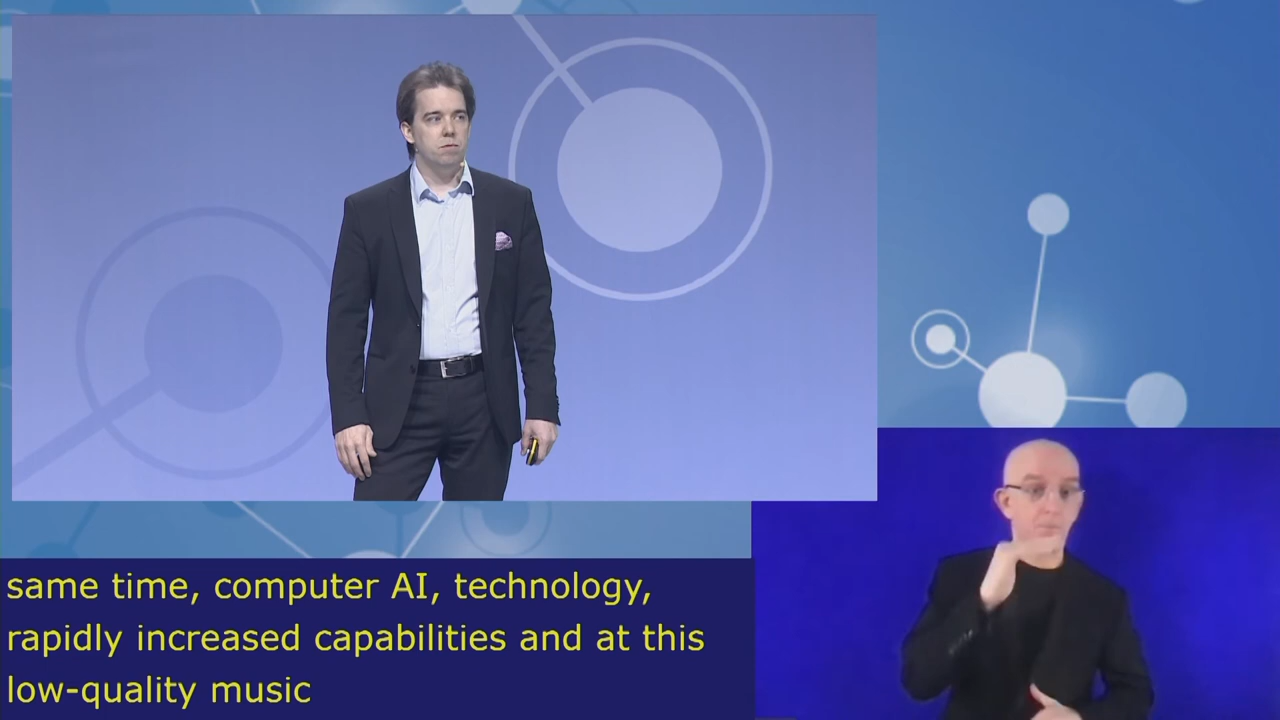 same time, computer AI, technology,
rapidly increased capabilities and at this
low-quality music